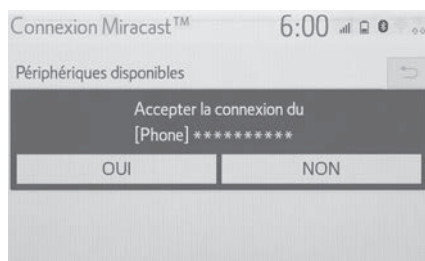 Connexion Miracast™ 6:00
Périphériques disponibles
Accepter la connexion du
[Phone] **********
OUI NON